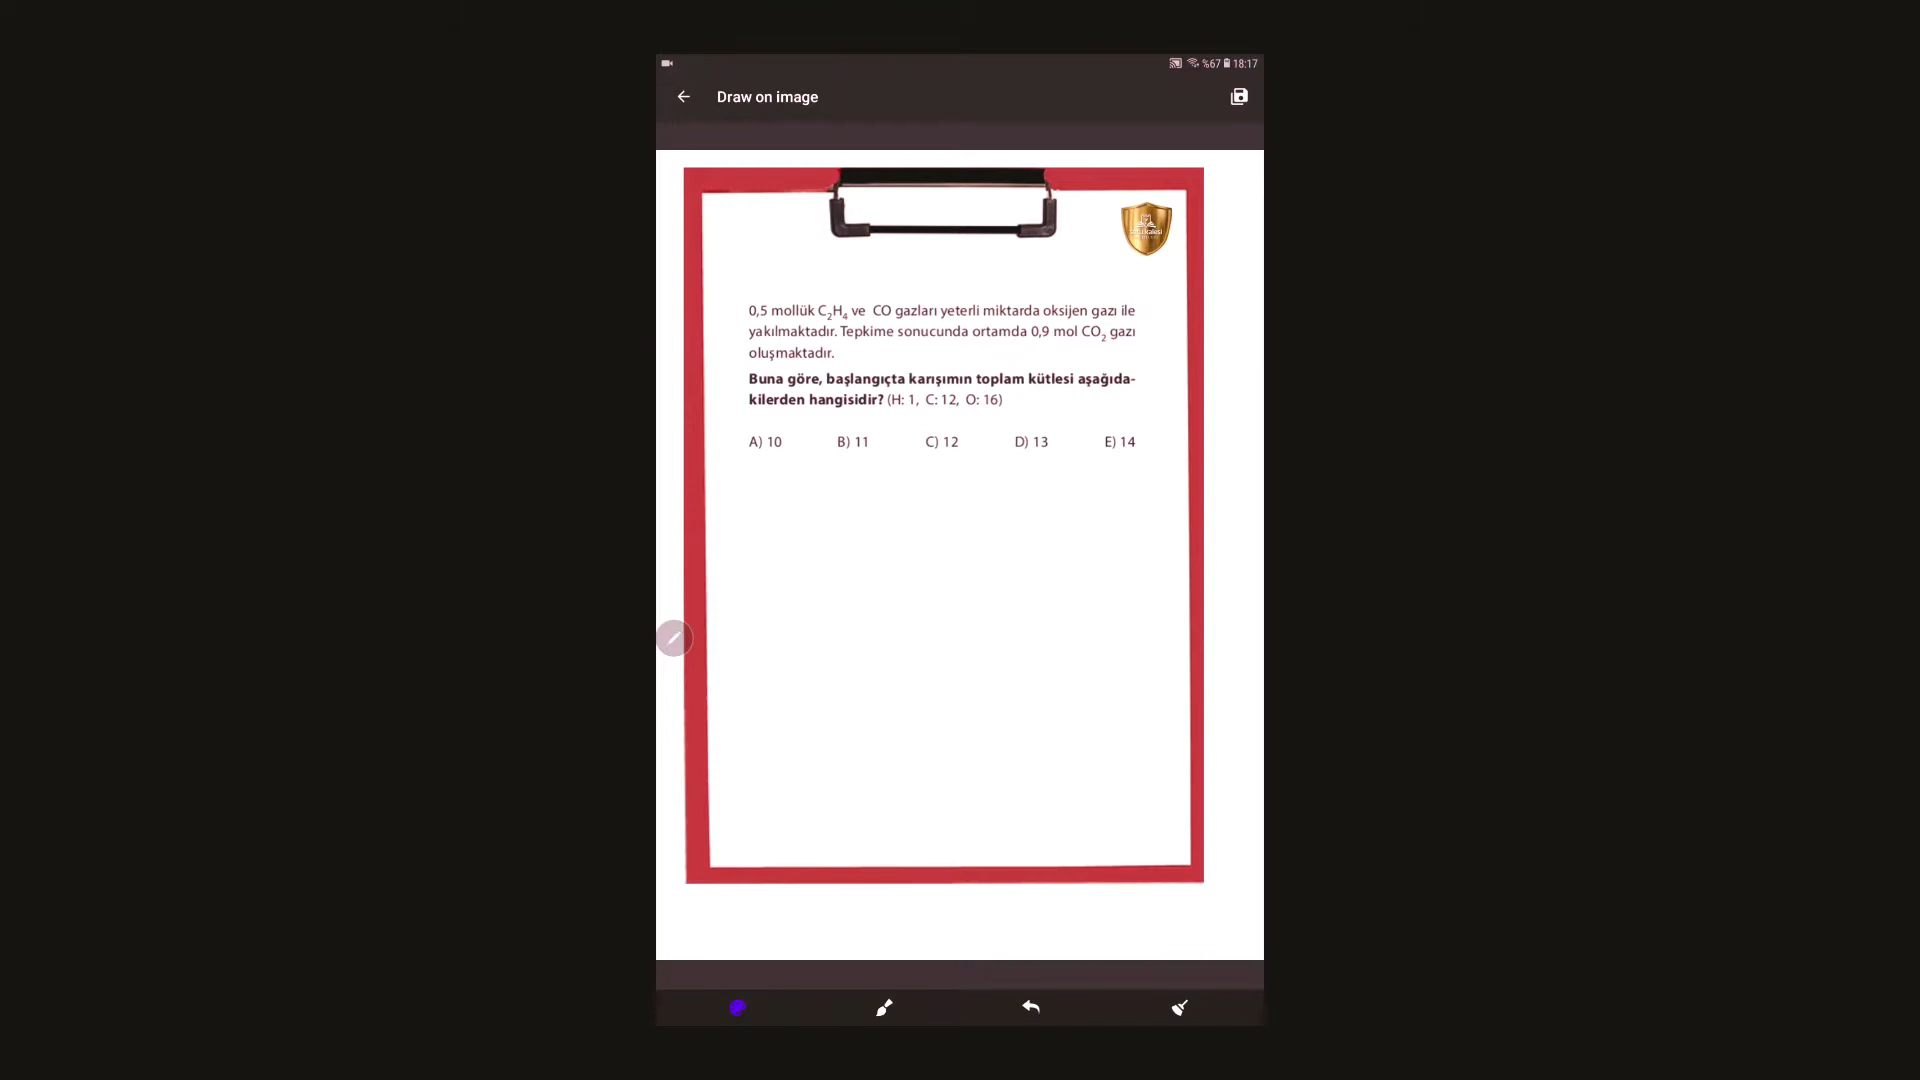 %67 18:17
Draw on image
0,5 mollük C₂H₄ ve CO gazları yeterli miktarda oksijen gazı ile
yakılmaktadır. Tepkime sonucunda ortamda 0,9 mol CO₂ gazı
oluşmaktadır.
Buna göre, başlangıçta karışımın toplam kütlesi aşağıda-
kilerden hangisidir? (H: 1, C: 12, O: 16)
A) 10 B) 11 C) 12 D) 13 E) 14